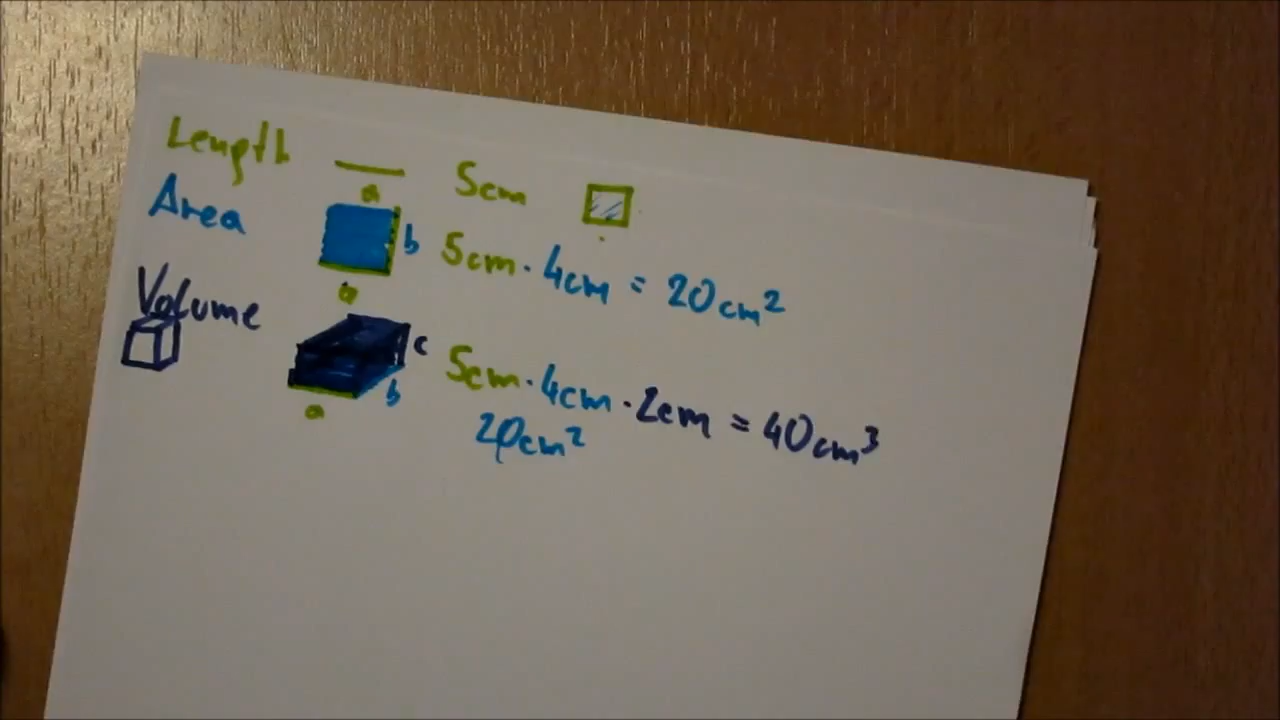 Length a 5cm
Area b 5cm · 4cm = 20cm²
a
Volume c 5cm · 4cm · 2cm = 40cm³
a b 20cm²